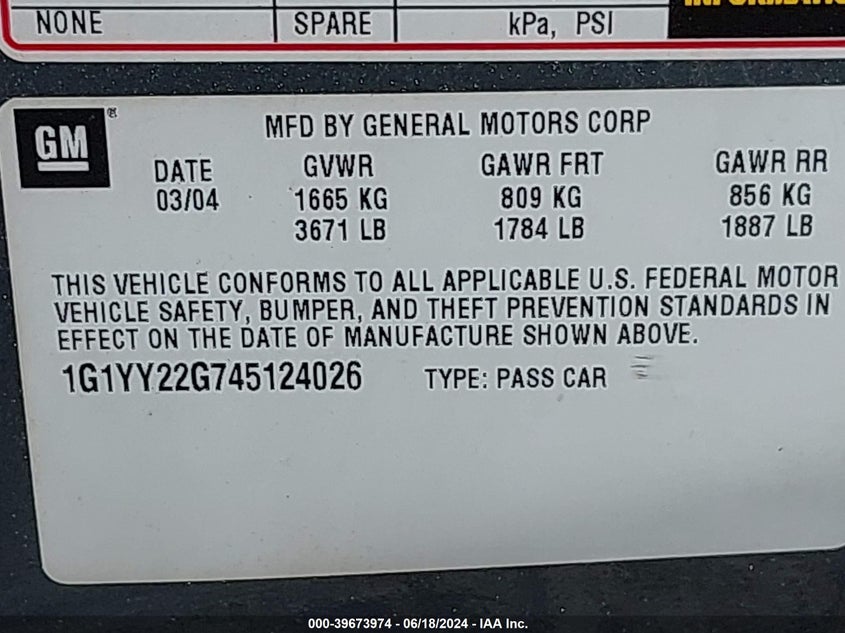 NONE SPARE kPa, PSI
GM®
MFD BY GENERAL MOTORS CORP
DATE GVWR GAWR FRT GAWR RR
03/04 1665 KG 809 KG 856 KG
3671 LB 1784 LB 1887 LB
THIS VEHICLE CONFORMS TO ALL APPLICABLE U.S. FEDERAL MOTOR
VEHICLE SAFETY, BUMPER, AND THEFT PREVENTION STANDARDS IN
EFFECT ON THE DATE OF MANUFACTURE SHOWN ABOVE.
1G1YY22G745124026 TYPE: PASS CAR
000-39673974 - 06/18/2024 - IAA Inc.